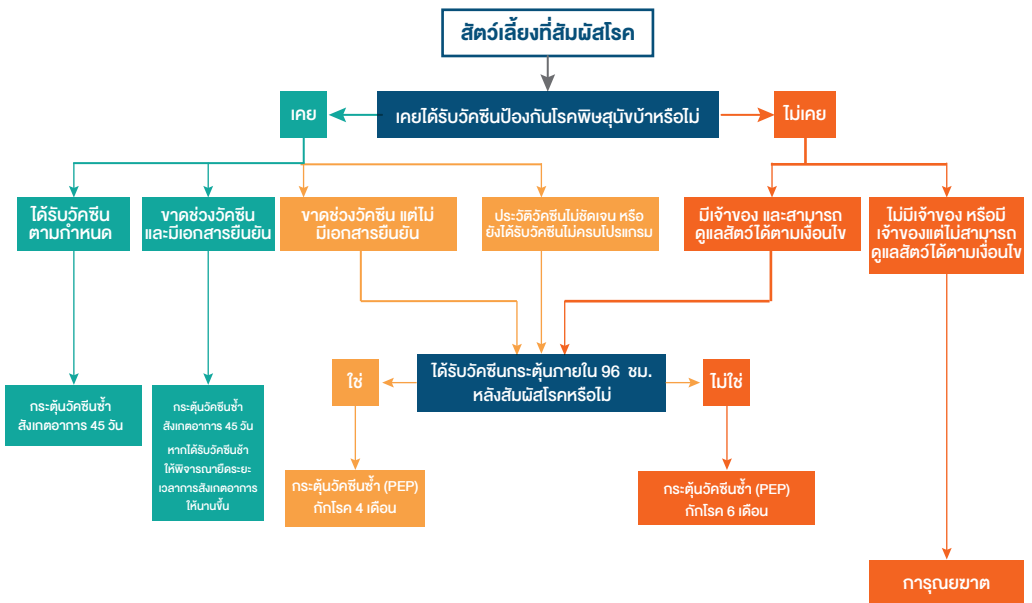 สัตว์เลี้ยงที่สัมผัสโรค
เคย
เคยได้รับวัคซีนป้องกันโรคพิษสุนัขบ้าหรือไม่
ไม่เคย
ได้รับวัคซีน
ตามกำหนด
ขาดช่วงวัคซีน
และมีเอกสารยืนยัน
ขาดช่วงวัคซีน แต่ไม่
มีเอกสารยืนยัน
ประวัติวัคซีนไม่ชัดเจน หรือ
ยังได้รับวัคซีนไม่ครบโปรแกรม
มีเจ้าของ และสามารถ
ดูแลสัตว์ได้ตามเงื่อนไข
ไม่มีเจ้าของ หรือมี
เจ้าของแต่ไม่สามารถ
ดูแลสัตว์ได้ตามเงื่อนไข
ใช่
ได้รับวัคซีนกระตุ้นภายใน 96 ชม.
หลังสัมผัสโรคหรือไม่
ไม่ใช่
กระตุ้นวัคซีนซ้ำ
สังเกตอาการ 45 วัน
กระตุ้นวัคซีนซ้ำ
สังเกตอาการ 45 วัน
หากได้รับวัคซีนช้า
ให้พิจารณายืดระยะ
เวลาการสังเกตอาการ
ให้นานขึ้น
กระตุ้นวัคซีนซ้ำ (PEP)
กักโรค 4 เดือน
กระตุ้นวัคซีนซ้ำ (PEP)
กักโรค 6 เดือน
การุณยฆาต